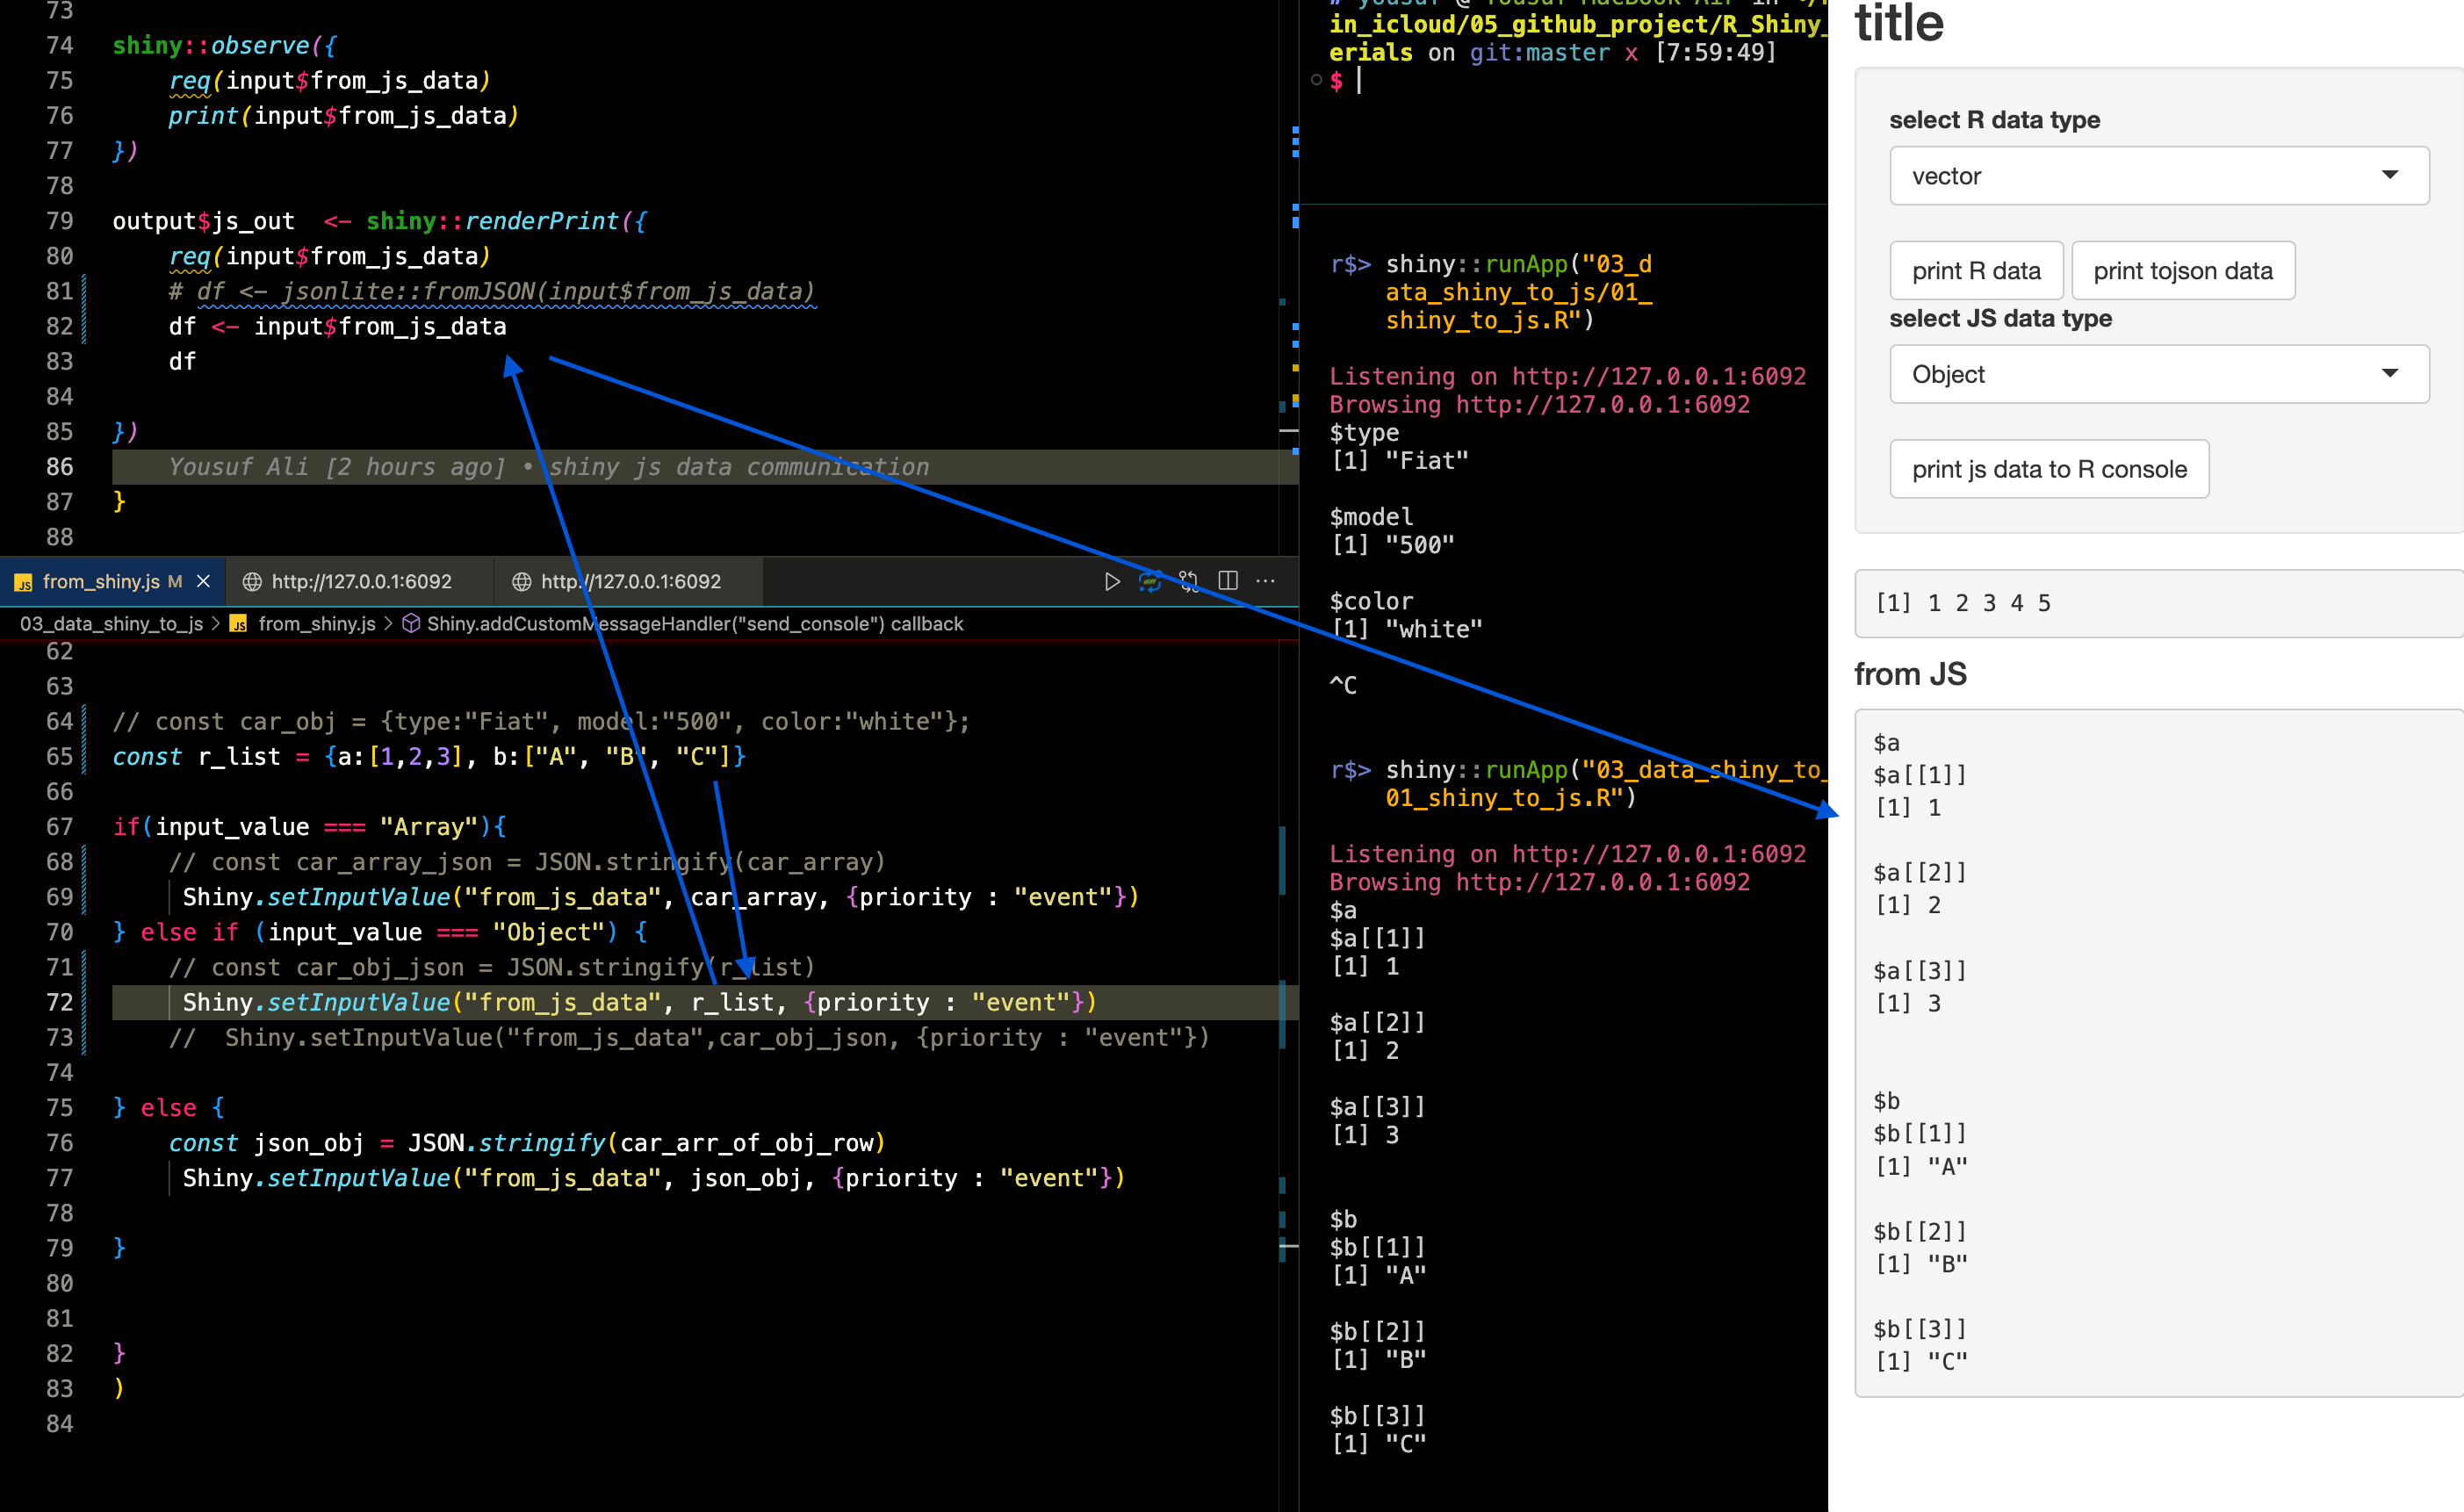 73
74 shiny::observe({
75 req(input$from_js_data)
76 print(input$from_js_data)
77 })
78
79 output$js_out <- shiny::renderPrint({
80 req(input$from_js_data)
81 # df <- jsonlite::fromJSON(input$from_js_data)
82 df <- input$from_js_data
83 df
84
85 })
86 Yousuf Ali [2 hours ago] • shiny js data communication
87 }
88
from_shiny.js M × http://127.0.0.1:6092 http://127.0.0.1:6092 ...
03_data_shiny_to_js > JS from_shiny.js > Shiny.addCustomMessageHandler("send_console") callback
62
63
64 // const car_obj = {type:"Fiat", model:"500", color:"white"};
65 const r_list = {a:[1,2,3], b:["A", "B", "C"]}
66
67 if(input_value === "Array"){
68 // const car_array_json = JSON.stringify(car_array)
69 Shiny.setInputValue("from_js_data", car_array, {priority : "event"})
70 } else if (input_value === "Object") {
71 // const car_obj_json = JSON.stringify(r_list)
72 Shiny.setInputValue("from_js_data", r_list, {priority : "event"})
73 // Shiny.setInputValue("from_js_data",car_obj_json, {priority : "event"})
74
75 } else {
76 const json_obj = JSON.stringify(car_arr_of_obj_row)
77 Shiny.setInputValue("from_js_data", json_obj, {priority : "event"})
78
79 }
80
81
82 }
83 )
84
in_icloud/05_github_project/R_Shiny_
erials on git:master x [7:59:49]
$
r$> shiny::runApp("03_d
ata_shiny_to_js/01_
shiny_to_js.R")
Listening on http://127.0.0.1:6092
Browsing http://127.0.0.1:6092
$type
[1] "Fiat"
$model
[1] "500"
$color
[1] "white"
^C
r$> shiny::runApp("03_data_shiny_to_
01_shiny_to_js.R")
Listening on http://127.0.0.1:6092
Browsing http://127.0.0.1:6092
$a
$a[[1]]
[1] 1
$a[[2]]
[1] 2
$a[[3]]
[1] 3
$b
$b[[1]]
[1] "A"
$b[[2]]
[1] "B"
$b[[3]]
[1] "C"
title
select R data type
vector
print R data print tojson data
select JS data type
Object
print js data to R console
[1] 1 2 3 4 5
from JS
$a
$a[[1]]
[1] 1
$a[[2]]
[1] 2
$a[[3]]
[1] 3
$b
$b[[1]]
[1] "A"
$b[[2]]
[1] "B"
$b[[3]]
[1] "C"